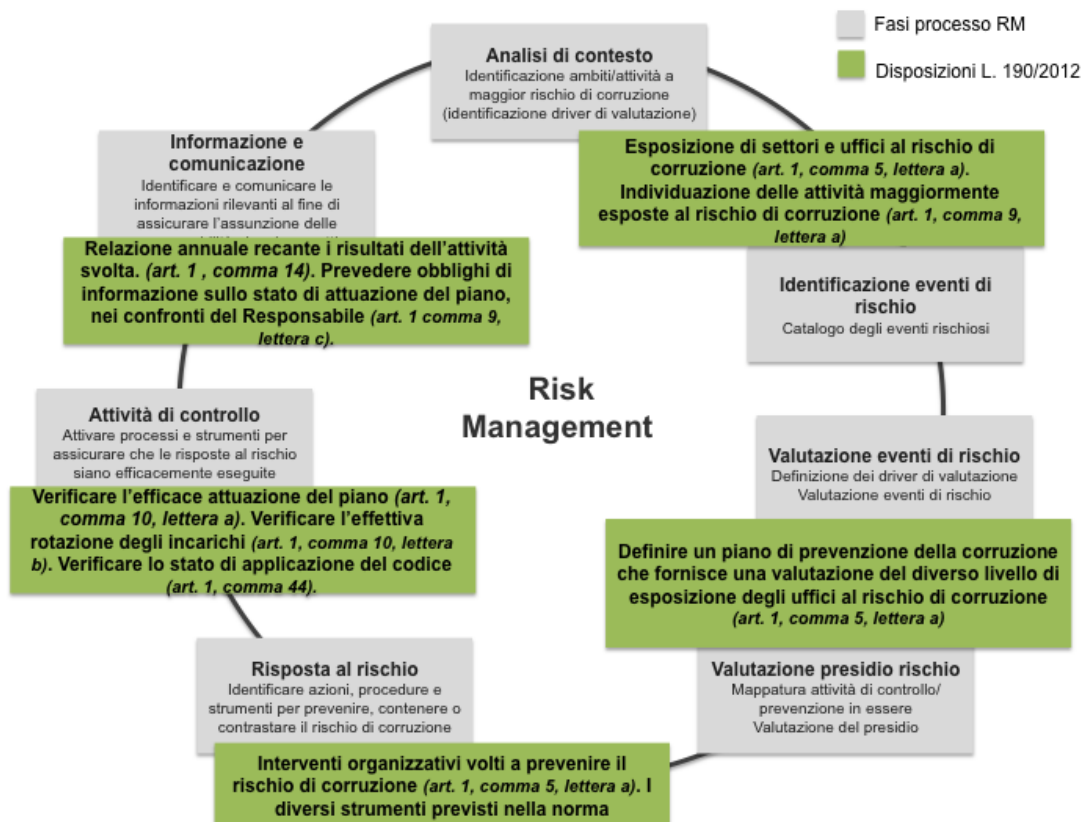 Fasi processo RM
Disposizioni L. 190/2012
Analisi di contesto
Identificazione ambiti/attività a
maggior rischio di corruzione
(identificazione driver di valutazione)
Esposizione di settori e uffici al rischio di
corruzione (art. 1, comma 5, lettera a).
Individuazione delle attività maggiormente
esposte al rischio di corruzione (art. 1, comma 9,
lettera a)
Identificazione eventi di
rischio
Catalogo degli eventi rischiosi
Valutazione eventi di rischio
Definizione dei driver di valutazione
Valutazione eventi di rischio
Definire un piano di prevenzione della corruzione
che fornisce una valutazione del diverso livello di
esposizione degli uffici al rischio di corruzione
(art. 1, comma 5, lettera a)
Valutazione presidio rischio
Mappatura attività di controllo/
prevenzione in essere
Valutazione del presidio
Risposta al rischio
Identificare azioni, procedure e
strumenti per prevenire, contenere o
contrastare il rischio di corruzione
Interventi organizzativi volti a prevenire il
rischio di corruzione (art. 1, comma 5, lettera a). I
diversi strumenti previsti nella norma
Attività di controllo
Attivare processi e strumenti per
assicurare che le risposte al rischio
siano efficacemente eseguite
Verificare l'efficace attuazione del piano (art. 1,
comma 10, lettera a). Verificare l'effettiva
rotazione degli incarichi (art. 1, comma 10, lettera
b). Verificare lo stato di applicazione del codice
(art. 1, comma 44).
Informazione e
comunicazione
Identificare e comunicare le
informazioni rilevanti al fine di
assicurare l'assunzione delle
Relazione annuale recante i risultati dell'attività
svolta. (art. 1 , comma 14). Prevedere obblighi di
informazione sullo stato di attuazione del piano,
nei confronti del Responsabile (art. 1 comma 9,
lettera c).
Risk
Management